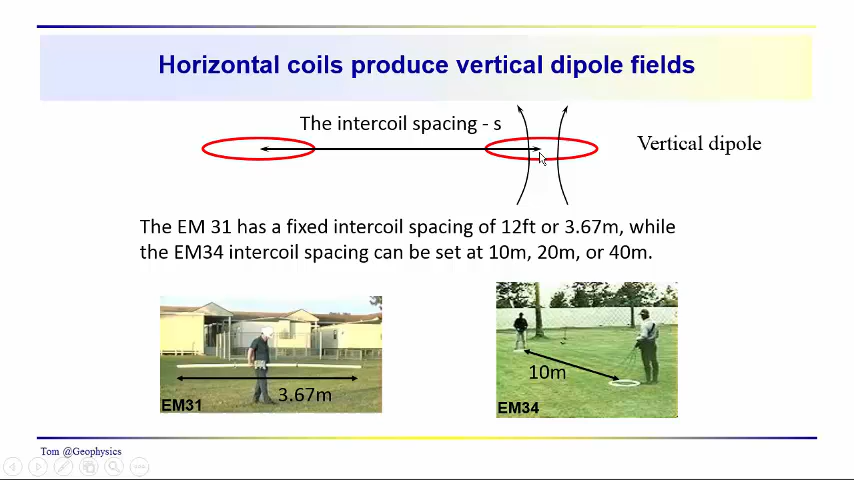 Horizontal coils produce vertical dipole fields
The intercoil spacing - s
Vertical dipole
The EM 31 has a fixed intercoil spacing of 12ft or 3.67m, while
the EM34 intercoil spacing can be set at 10m, 20m, or 40m.
3.67m
EM31
10m
EM34
Tom @Geophysics